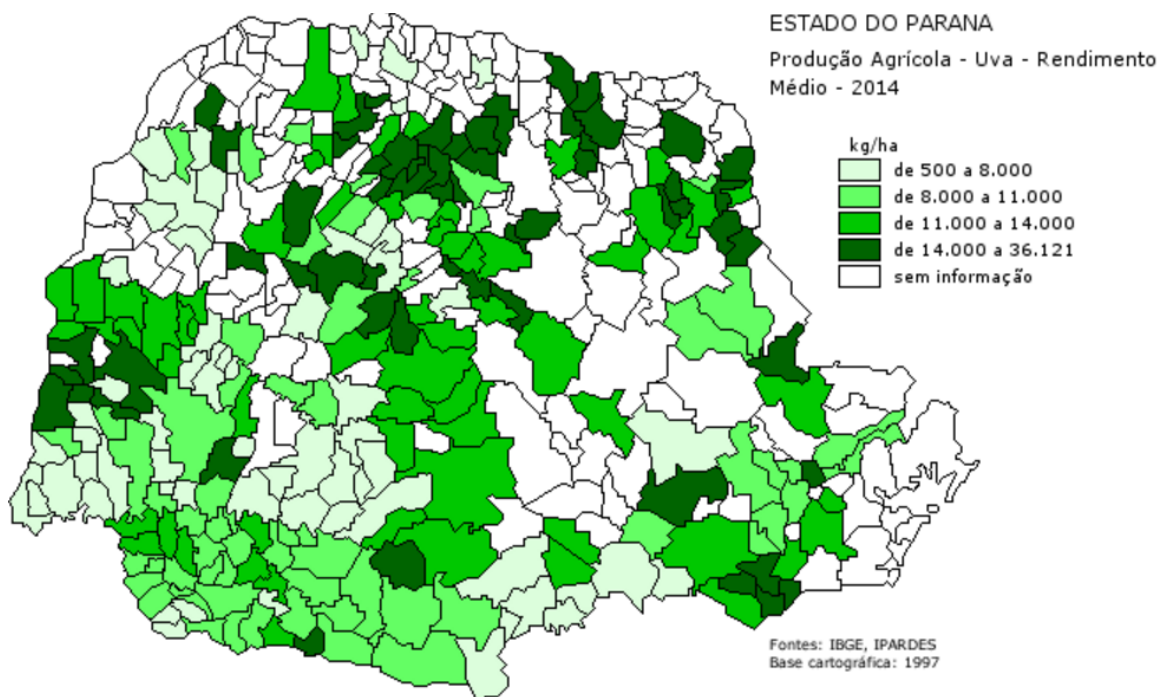 ESTADO DO PARANA
Produção Agrícola - Uva - Rendimento
Médio - 2014
kg/ha
de 500 a 8.000
de 8.000 a 11.000
de 11.000 a 14.000
de 14.000 a 36.121
sem informação
Fontes: IBGE, IPARDES
Base cartográfica: 1997